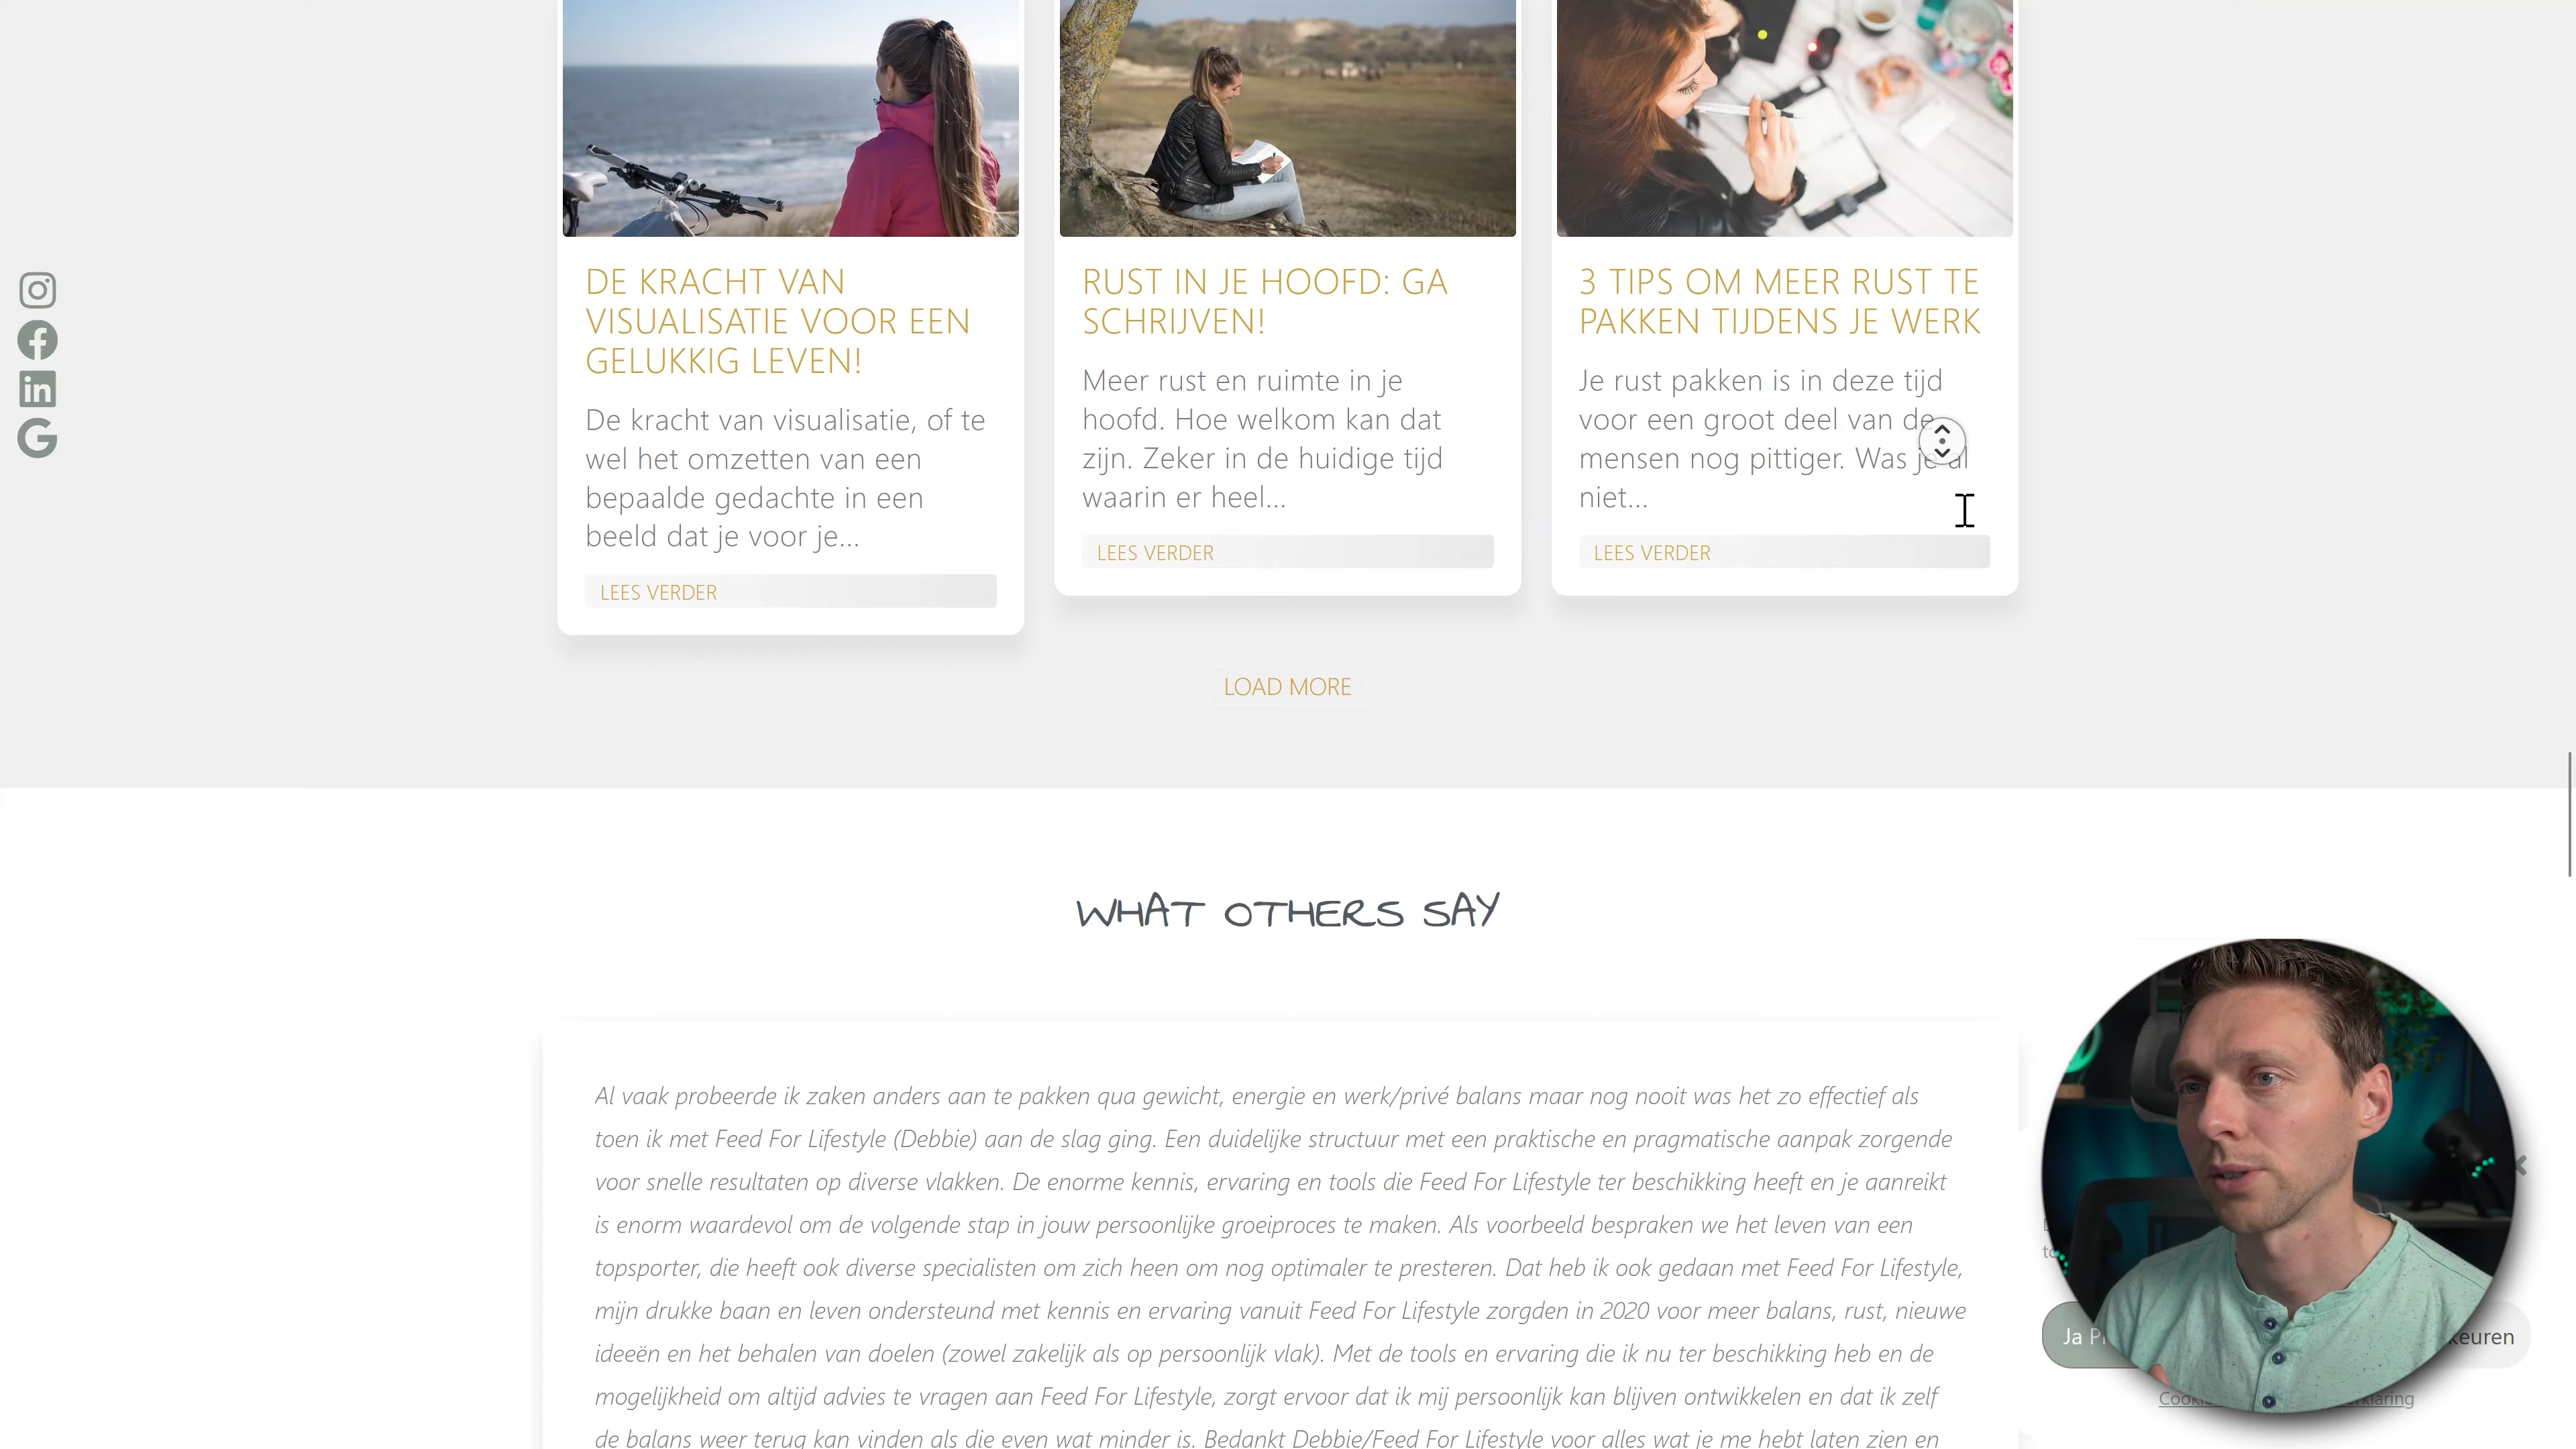 DE KRACHT VAN
VISUALISATIE VOOR EEN
GELUKKIG LEVEN!
De kracht van visualisatie, of te
wel het omzetten van een
bepaalde gedachte in een
beeld dat je voor je...
LEES VERDER
RUST IN JE HOOFD: GA
SCHRIJVEN!
Meer rust en ruimte in je
hoofd. Hoe welkom kan dat
zijn. Zeker in de huidige tijd
waarin er heel...
LEES VERDER
3 TIPS OM MEER RUST TE
PAKKEN TIJDENS JE WERK
Je rust pakken is in deze tijd
voor een groot deel van de
mensen nog pittiger. Was je al
niet...
LEES VERDER
LOAD MORE
WHAT OTHERS SAY
Al vaak probeerde ik zaken anders aan te pakken qua gewicht, energie en werk/privé balans maar nog nooit was het zo effectief als
toen ik met Feed For Lifestyle (Debbie) aan de slag ging. Een duidelijke structuur met een praktische en pragmatische aanpak zorgende
voor snelle resultaten op diverse vlakken. De enorme kennis, ervaring en tools die Feed For Lifestyle ter beschikking heeft en je aanreikt
is enorm waardevol om de volgende stap in jouw persoonlijke groeiproces te maken. Als voorbeeld bespraken we het leven van een
topsporter, die heeft ook diverse specialisten om zich heen om nog optimaler te presteren. Dat heb ik ook gedaan met Feed For Lifestyle,
mijn drukke baan en leven ondersteund met kennis en ervaring vanuit Feed For Lifestyle zorgden in 2020 voor meer balans, rust, nieuwe
ideeën en het behalen van doelen (zowel zakelijk als op persoonlijk vlak). Met de tools en ervaring die ik nu ter beschikking heb en de
mogelijkheid om altijd advies te vragen aan Feed For Lifestyle, zorgt ervoor dat ik mij persoonlijk kan blijven ontwikkelen en dat ik zelf
de balans weer terug kan vinden als die even wat minder is. Bedankt Debbie/Feed For Lifestyle voor alles wat je me hebt laten zien en
Ja